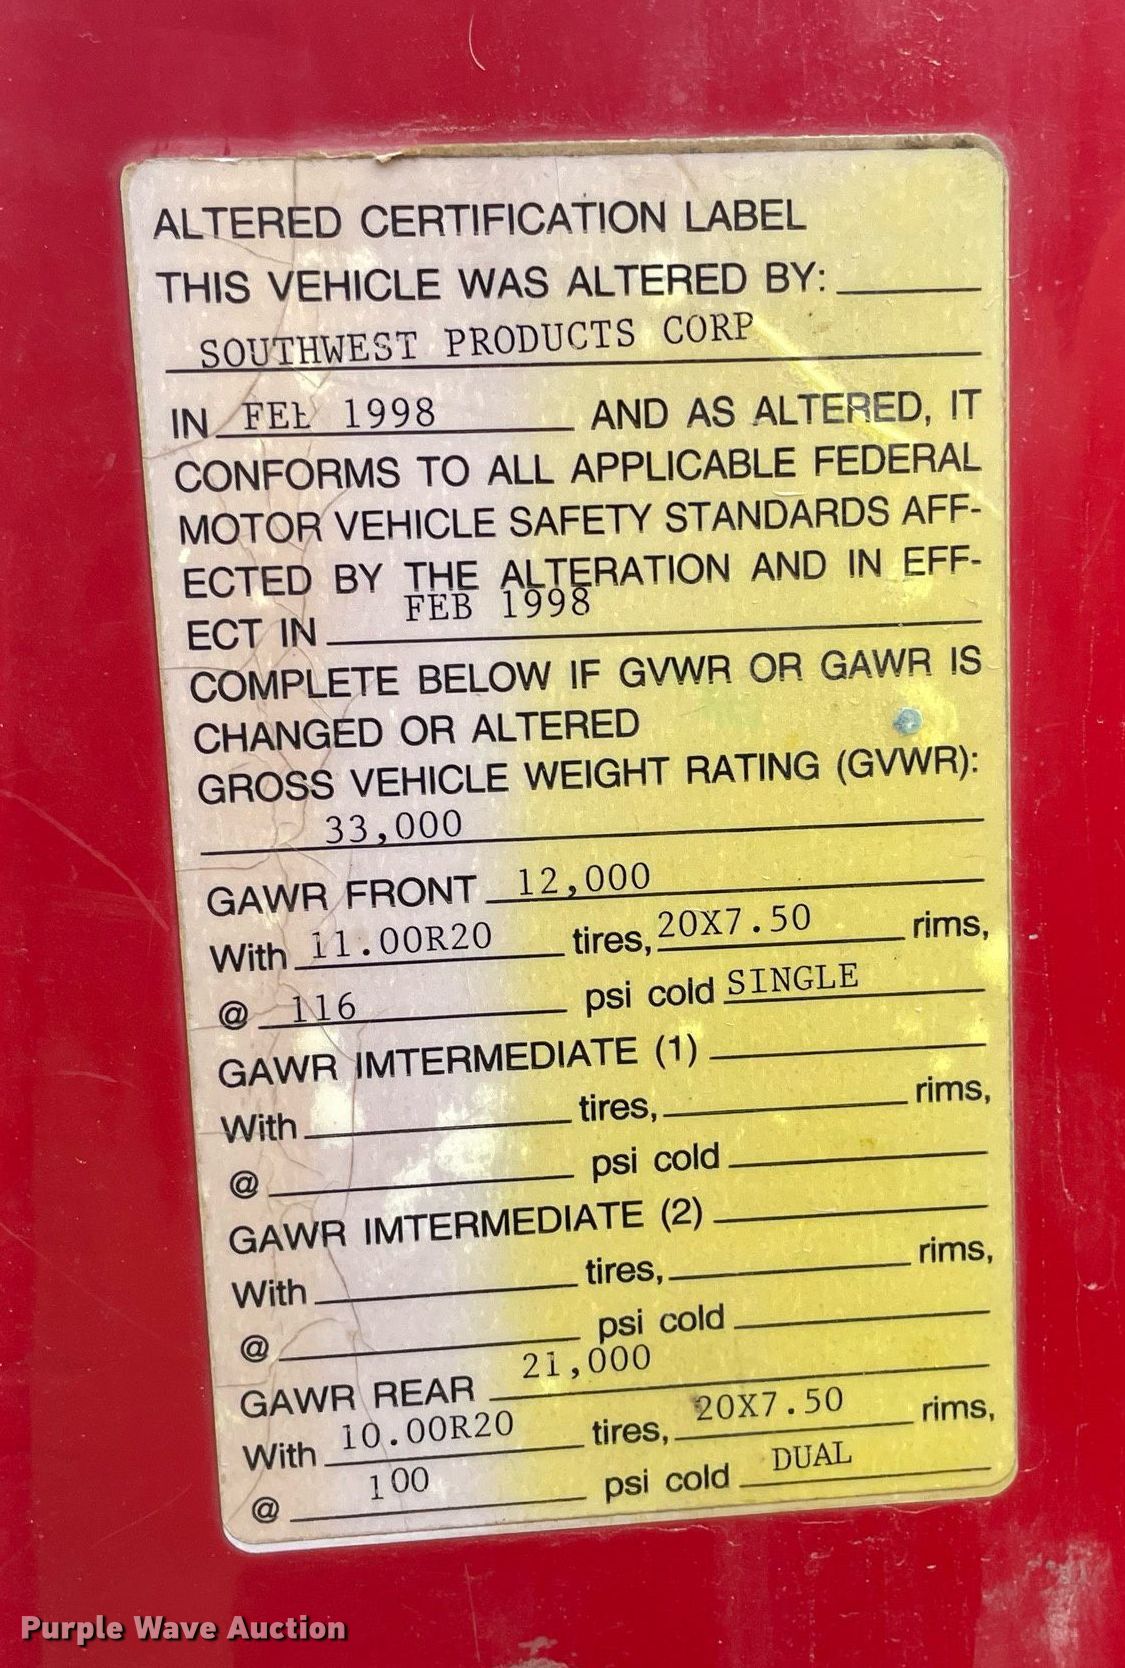 ALTERED CERTIFICATION LABEL
THIS VEHICLE WAS ALTERED BY:
SOUTHWEST PRODUCTS CORP
IN FEB 1998 AND AS ALTERED, IT
CONFORMS TO ALL APPLICABLE FEDERAL
MOTOR VEHICLE SAFETY STANDARDS AFF-
ECTED BY THE ALTERATION AND IN EFF-
ECT IN FEB 1998
COMPLETE BELOW IF GVWR OR GAWR IS
CHANGED OR ALTERED
GROSS VEHICLE WEIGHT RATING (GVWR):
33,000
GAWR FRONT 12,000
With 11.00R20 tires, 20X7.50 rims,
@ 116 psi cold SINGLE
GAWR IMTERMEDIATE (1)
With tires, rims,
@ psi cold
GAWR IMTERMEDIATE (2)
With tires, rims,
@ psi cold
GAWR REAR 21,000
With 10.00R20 tires, 20X7.50 rims,
@ 100 psi cold DUAL
Purple Wave Auction